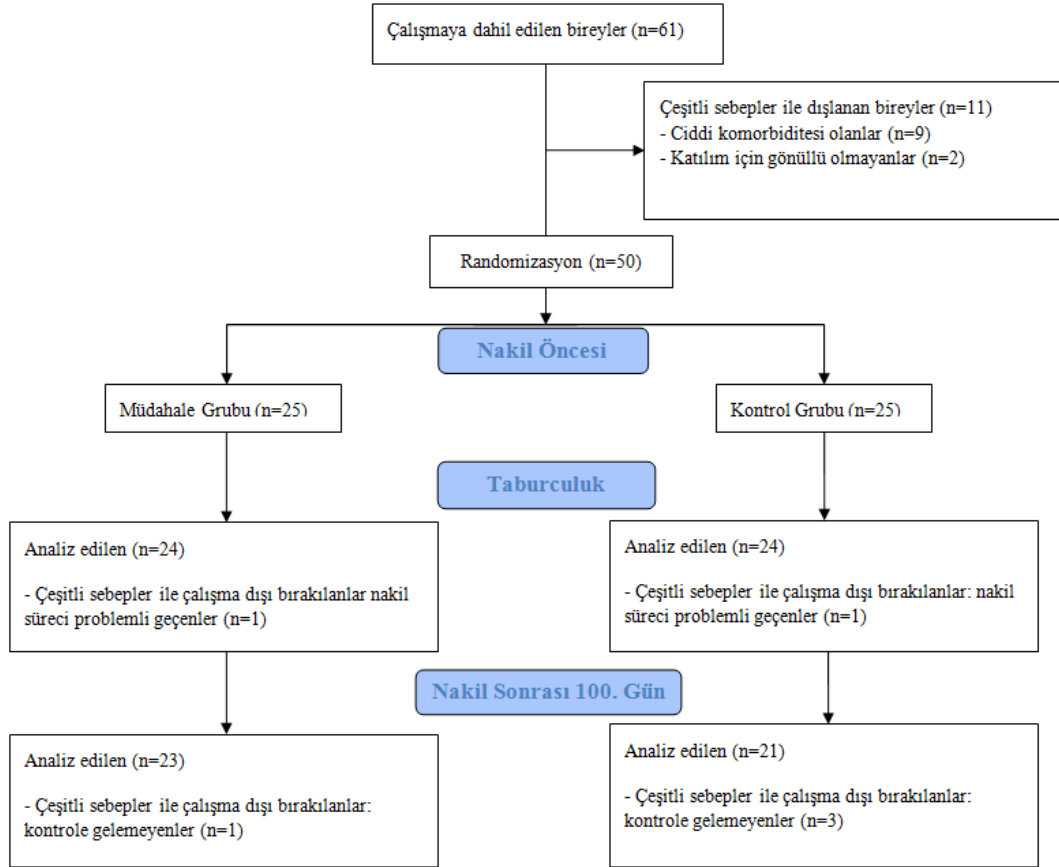 Çalışmaya dahil edilen bireyler (n=61)
Çeşitli sebepler ile dışlanan bireyler (n=11)
- Ciddi komorbiditesi olanlar (n=9)
- Katılım için gönüllü olmayanlar (n=2)
Randomizasyon (n=50)
Nakil Öncesi
Müdahale Grubu (n=25)
Kontrol Grubu (n=25)
Taburculuk
Analiz edilen (n=24)
- Çeşitli sebepler ile çalışma dışı bırakılanlar nakil
süreci problemli geçenler (n=1)
Analiz edilen (n=24)
- Çeşitli sebepler ile çalışma dışı bırakılanlar: nakil
süreci problemli geçenler (n=1)
Nakil Sonrası 100. Gün
Analiz edilen (n=23)
- Çeşitli sebepler ile çalışma dışı bırakılanlar:
kontrole gelemeyenler (n=1)
Analiz edilen (n=21)
- Çeşitli sebepler ile çalışma dışı bırakılanlar:
kontrole gelemeyenler (n=3)